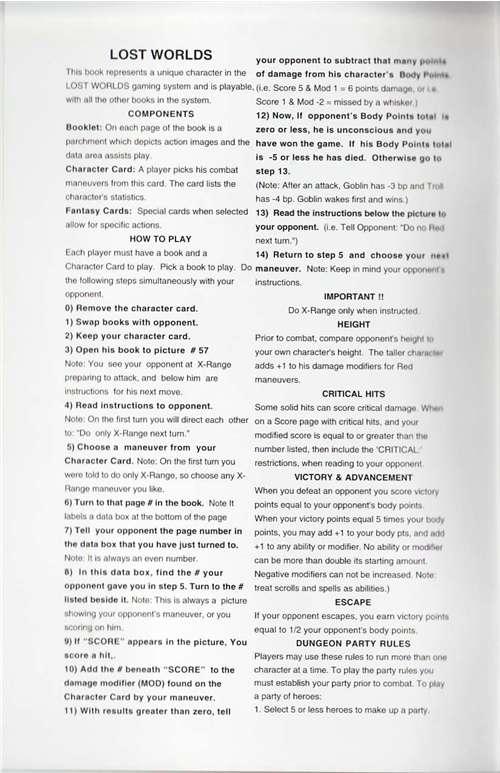 LOST WORLDS
This book represents a unique character in the
LOST WORLDS gaming system and is playable,
with all the other books in the system.
COMPONENTS
Booklet: On each page of the book is a
parchment which depicts action images and the
data area assists play.
Character Card: A player picks his combat
maneuvers from this card. The card lists the
character's statistics.
Fantasy Cards: Special cards when selected
allow for specific actions.
HOW TO PLAY
Each player must have a book and a
Character Card to play. Pick a book to play. Do
the following steps simultaneously with your
opponent.
0) Remove the character card.
1) Swap books with opponent.
2) Keep your character card.
3) Open his book to picture # 57
Note: You see your opponent at X-Range
preparing to attack, and below him are
instructions for his next move.
4) Read instructions to opponent.
Note: On the first turn you will direct each other
to: "Do only X-Range next turn."
5) Choose a maneuver from your
Character Card. Note: On the first turn you
were told to do only X-Range, so choose any X-
Range maneuver you like.
6) Turn to that page # in the book. Note It
labels a data box at the bottom of the page
7) Tell your opponent the page number in
the data box that you have just turned to.
Note: It is always an even number.
8) In this data box, find the # your
opponent gave you in step 5. Turn to the #
listed beside it. Note: This is always a picture
showing your opponent's maneuver, or you
scoring on him.
9) If "SCORE" appears in the picture, You
score a hit,.
10) Add the # beneath "SCORE" to the
damage modifier (MOD) found on the
Character Card by your maneuver.
11) With results greater than zero, tell
your opponent to subtract that many points
of damage from his character's Body Points.
(i.e. Score 5 & Mod 1 = 6 points damage, or i.e.
Score 1 & Mod -2 = missed by a whisker.)
12) Now, If opponent's Body Points total is
zero or less, he is unconscious and you
have won the game. If his Body Points total
is -5 or less he has died. Otherwise go to
step 13.
(Note: After an attack, Goblin has -3 bp and Troll
has -4 bp. Goblin wakes first and wins.)
13) Read the instructions below the picture to
your opponent. (i.e. Tell Opponent: "Do no Red
next turn.")
14) Return to step 5 and choose your next
maneuver. Note: Keep in mind your opponent's
instructions.
IMPORTANT !!
Do X-Range only when instructed.
HEIGHT
Prior to combat, compare opponent's height to
your own character's height. The taller character
adds +1 to his damage modifiers for Red
maneuvers.
CRITICAL HITS
Some solid hits can score critical damage. When
on a Score page with critical hits, and your
modified score is equal to or greater than the
number listed, then include the 'CRITICAL:'
restrictions, when reading to your opponent.
VICTORY & ADVANCEMENT
When you defeat an opponent you score victory
points equal to your opponent's body points.
When your victory points equal 5 times your body
points, you may add +1 to your body pts, and add
+1 to any ability or modifier. No ability or modifier
can be more than double its starting amount.
Negative modifiers can not be increased. Note:
treat scrolls and spells as abilities.)
ESCAPE
If your opponent escapes, you earn victory points
equal to 1/2 your opponent's body points.
DUNGEON PARTY RULES
Players may use these rules to run more than one
character at a time. To play the party rules you
must establish your party prior to combat. To play
a party of heroes:
1. Select 5 or less heroes to make up a party.